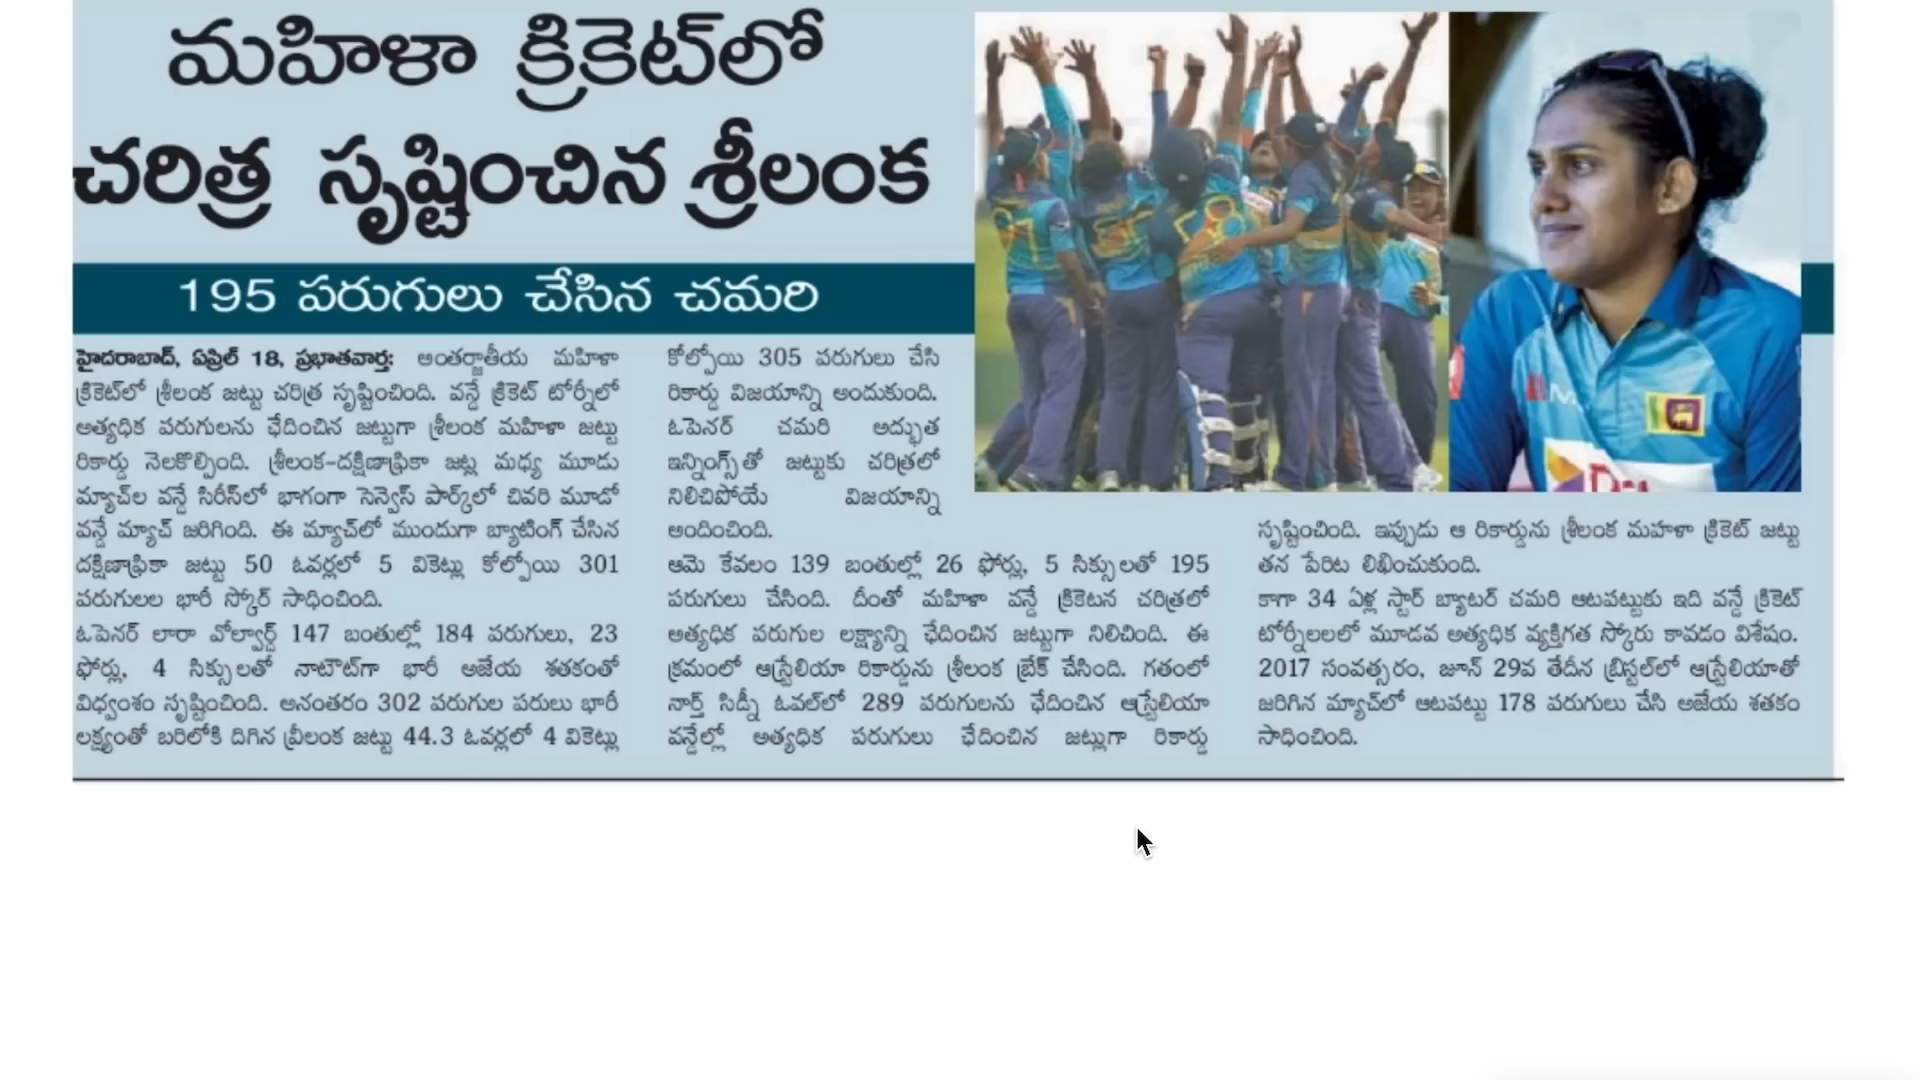 మహిళా క్రికెట్‌లో
చరిత్ర సృష్టించిన శ్రీలంక
195 పరుగులు చేసిన చమరి
హైదరాబాద్, ఏప్రిల్ 18, ప్రభాతవార్త: అంతర్జాతీయ మహిళా
క్రికెట్‌లో శ్రీలంక జట్టు చరిత్ర సృష్టించింది. వన్డే క్రికెట్ టోర్నీలో
అత్యధిక పరుగులను ఛేదించిన జట్టుగా శ్రీలంక మహిళా జట్టు
రికార్డు నెలకొల్పింది. శ్రీలంక-దక్షిణాఫ్రికా జట్ల మధ్య మూడు
మ్యాచ్‌ల వన్డే సిరీస్‌లో భాగంగా సెన్వెస్ పార్క్‌లో చివరి మూడో
వన్డే మ్యాచ్ జరిగింది. ఈ మ్యాచ్‌లో ముందుగా బ్యాటింగ్ చేసిన
దక్షిణాఫ్రికా జట్టు 50 ఓవర్లలో 5 వికెట్లు కోల్పోయి 301
పరుగులల భారీ స్కోర్ సాధించింది.
ఓపెనర్ లారా వోల్వార్డ్ 147 బంతుల్లో 184 పరుగులు, 23
ఫోర్లు, 4 సిక్సులతో నాటౌట్‌గా భారీ అజేయ శతకంతో
విధ్వంశం సృష్టించింది. అనంతరం 302 పరుగుల పరులు భారీ
లక్ష్యంతో బరిలోకి దిగిన వ్రీలంక జట్టు 44.3 ఓవర్లలో 4 వికెట్లు
కోల్పోయి 305 పరుగులు చేసి
రికార్డు విజయాన్ని అందుకుంది.
ఓపెనర్ చమరి అద్భుత
ఇన్నింగ్స్‌తో జట్టుకు చరిత్రలో
నిలిచిపోయే విజయాన్ని
అందించింది.
ఆమె కేవలం 139 బంతుల్లో 26 ఫోర్లు, 5 సిక్సులతో 195
పరుగులు చేసింది. దీంతో మహిళా వన్డే క్రికెటన చరిత్రలో
అత్యధిక పరుగుల లక్ష్యాన్ని ఛేదించిన జట్టుగా నిలిచింది. ఈ
క్రమంలో ఆస్ట్రేలియా రికార్డును శ్రీలంక బ్రేక్ చేసింది. గతంలో
నార్త్ సిడ్నీ ఓవల్‌లో 289 పరుగులను ఛేదించిన ఆస్ట్రేలియా
వన్డేల్లో అత్యధిక పరుగులు ఛేదించిన జట్లుగా రికార్డు
సృష్టించింది. ఇప్పుడు ఆ రికార్డును శ్రీలంక మహళా క్రికెట్ జట్టు
తన పేరిట లిఖించుకుంది.
కాగా 34 ఏళ్ల స్టార్ బ్యాటర్ చమరి ఆటవట్టుకు ఇది వన్డే క్రికెట్
టోర్నీలలలో మూడవ అత్యధిక వ్యక్తిగత స్కోరు కావడం విశేషం.
2017 సంవత్సరం, జూన్ 29వ తేదీన బ్రిస్టల్‌లో ఆస్ట్రేలియాతో
జరిగిన మ్యాచ్‌లో ఆటవట్టు 178 పరుగులు చేసి అజేయ శతకం
సాధించింది.